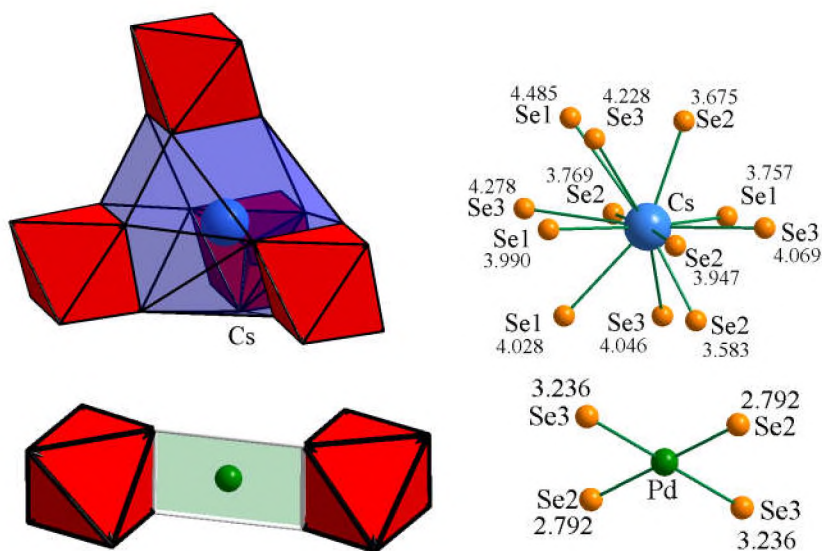 4.485
Se1
4.228
Se3
3.675
Se2
4.278
Se3
3.769
Se2
Cs
3.757
Se1
Se1
3.990
Se2
3.947
Se3
4.069
Cs
Se1
4.028
Se3
4.046
Se2
3.583
3.236
Se3
2.792
Se2
Se2
2.792
Pd
Se3
3.236